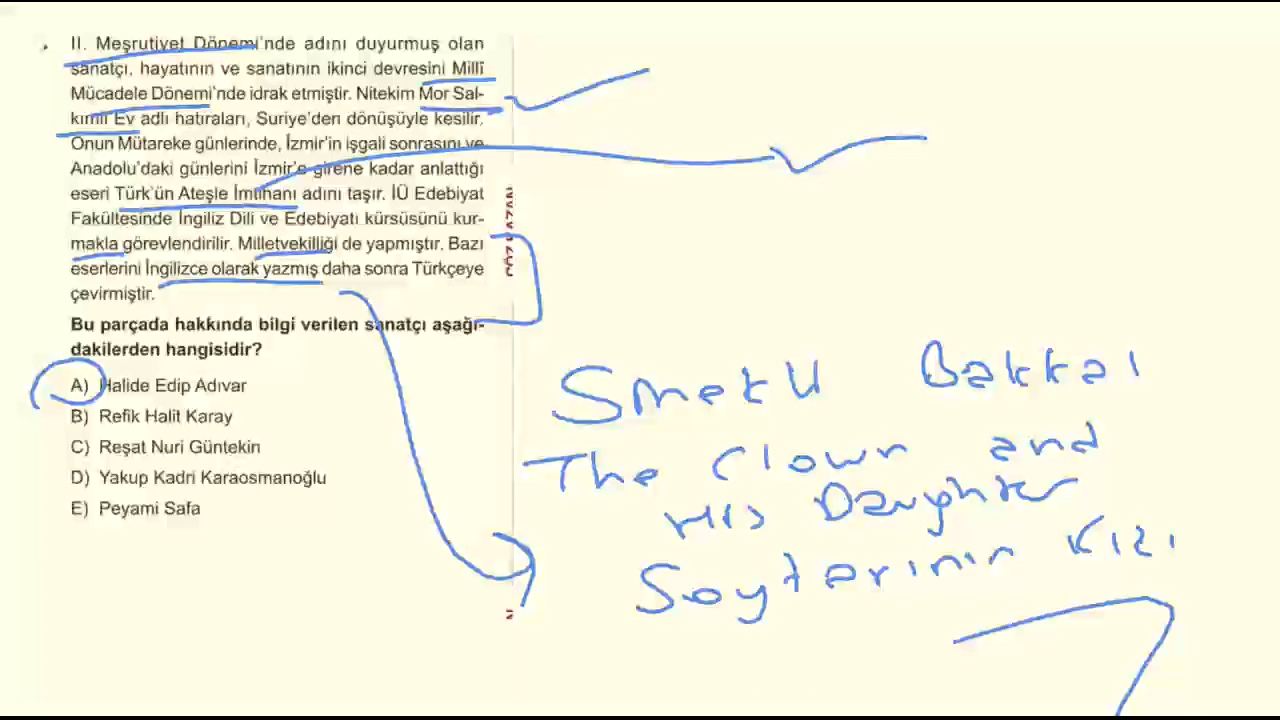 II. Meşrutiyet Dönemi'nde adını duyurmuş olan
sanatçı, hayatının ve sanatının ikinci devresini Millî
Mücadele Dönemi'nde idrak etmiştir. Nitekim Mor Sal-
kımlı Ev adlı hatıraları, Suriye'den dönüşüyle kesilir.
Onun Mütareke günlerinde, İzmir'in işgali sonrasını ve
Anadolu'daki günlerini İzmir'e girene kadar anlattığı
eseri Türk'ün Ateşle İmtihanı adını taşır. İÜ Edebiyat
Fakültesinde İngiliz Dili ve Edebiyatı kürsüsünü kur-
makla görevlendirilir. Milletvekilliği de yapmıştır. Bazı
eserlerini İngilizce olarak yazmış daha sonra Türkçeye
çevirmiştir.
Bu parçada hakkında bilgi verilen sanatçı aşağı-
dakilerden hangisidir?
A) Halide Edip Adıvar
B) Refik Halit Karay
C) Reşat Nuri Güntekin
D) Yakup Kadri Karaosmanoğlu
E) Peyami Safa
Sinekli Bakkal
The Clown and
His Daughter
Soytarının Kızı